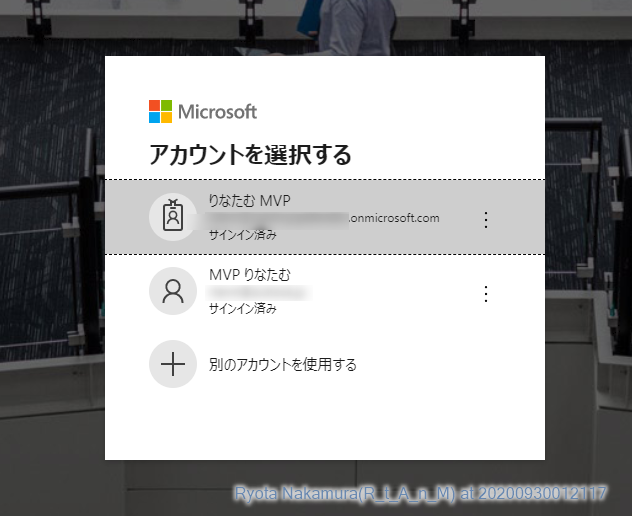 Microsoft
アカウントを選択する
りなたむ MVP
.onmicrosoft.com
サインイン済み
MVP りなたむ
サインイン済み
別のアカウントを使用する
Ryota Nakamura(R_t_A_n_M) at 20200930012117